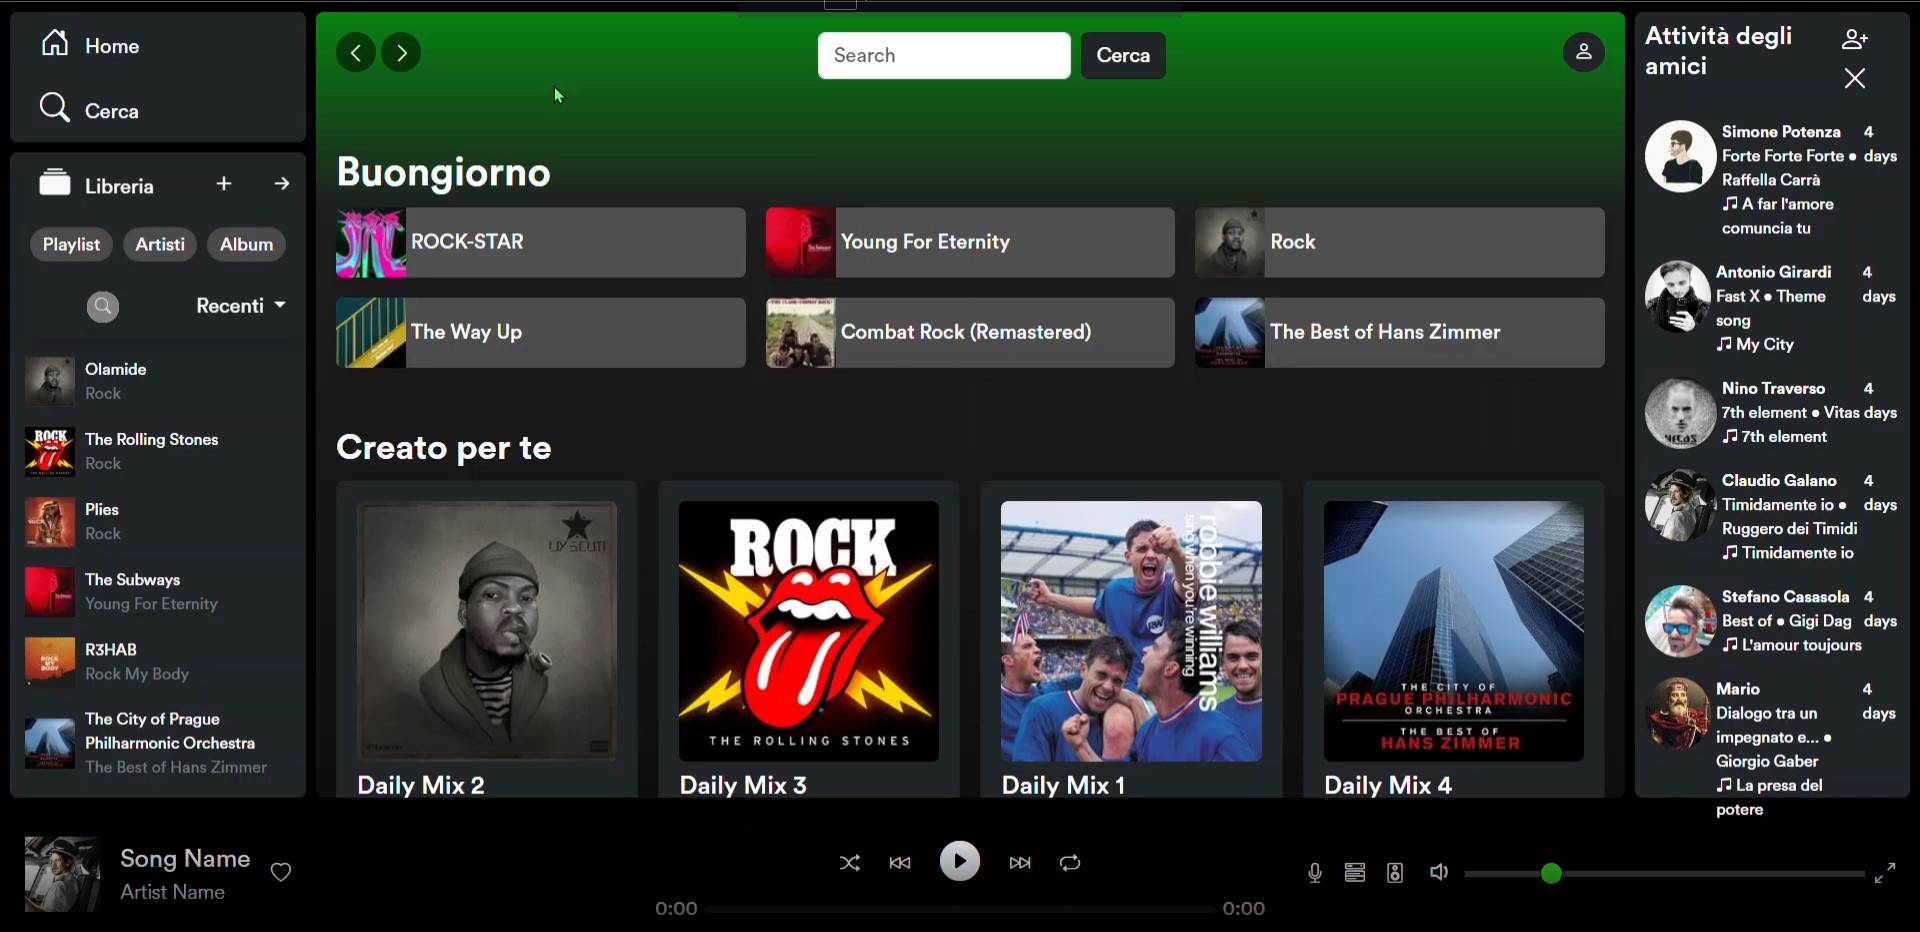 Home
Cerca
Libreria
Playlist Artisti Album
Recenti
Olamide
Rock
The Rolling Stones
Rock
Plies
Rock
The Subways
Young For Eternity
R3HAB
Rock My Body
The City of Prague
Philharmonic Orchestra
The Best of Hans Zimmer
Search
Cerca
Buongiorno
ROCK-STAR
Young For Eternity
Rock
The Way Up
Combat Rock (Remastered)
The Best of Hans Zimmer
Creato per te
UY SCUTI
Daily Mix 2
ROCK
THE ROLLING STONES
Daily Mix 3
robbie williams
sing when you're winning
RW
Daily Mix 1
THE CITY OF
PRAGUE PHILHARMONIC
ORCHESTRA
THE BEST OF
HANS ZIMMER
Daily Mix 4
Attività degli
amici
Simone Potenza 4
Forte Forte Forte • days
Raffella Carrà
A far l'amore
comuncia tu
Antonio Girardi 4
Fast X • Theme days
song
My City
Nino Traverso 4
7th element • Vitas days
7th element
Claudio Galano 4
Timidamente io • days
Ruggero dei Timidi
Timidamente io
Stefano Casasola 4
Best of • Gigi Dag days
L'amour toujours
Mario 4
Dialogo tra un days
impegnato e... •
Giorgio Gaber
La presa del
potere
Song Name
Artist Name
0:00 0:00